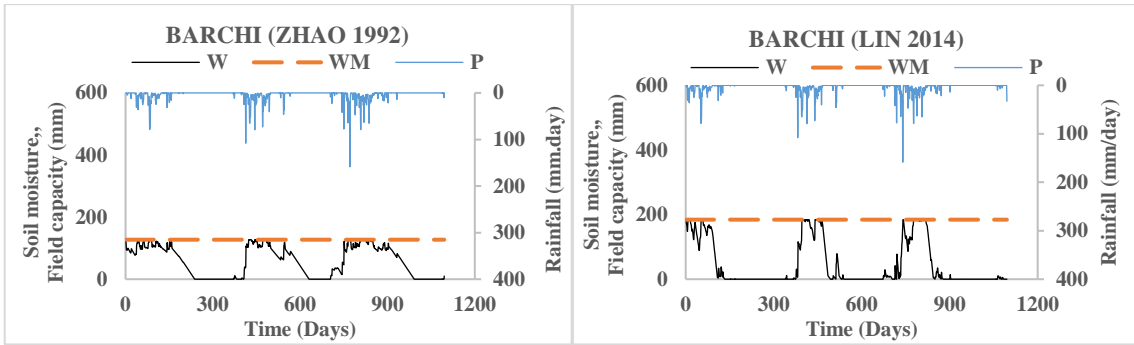 BARCHI (ZHAO 1992)
W WM P
600
400
200
0
0
100
200
300
400
0 300 600 900 1200
Soil moisture,,
Field capacity (mm)
Rainfall (mm.day)
Time (Days)
BARCHI (LIN 2014)
W WM P
600
400
200
0
0
100
200
300
400
0 300 600 900 1200
Soil moisture,,
Field capacity (mm)
Rainfall (mm/day)
Time (Days)